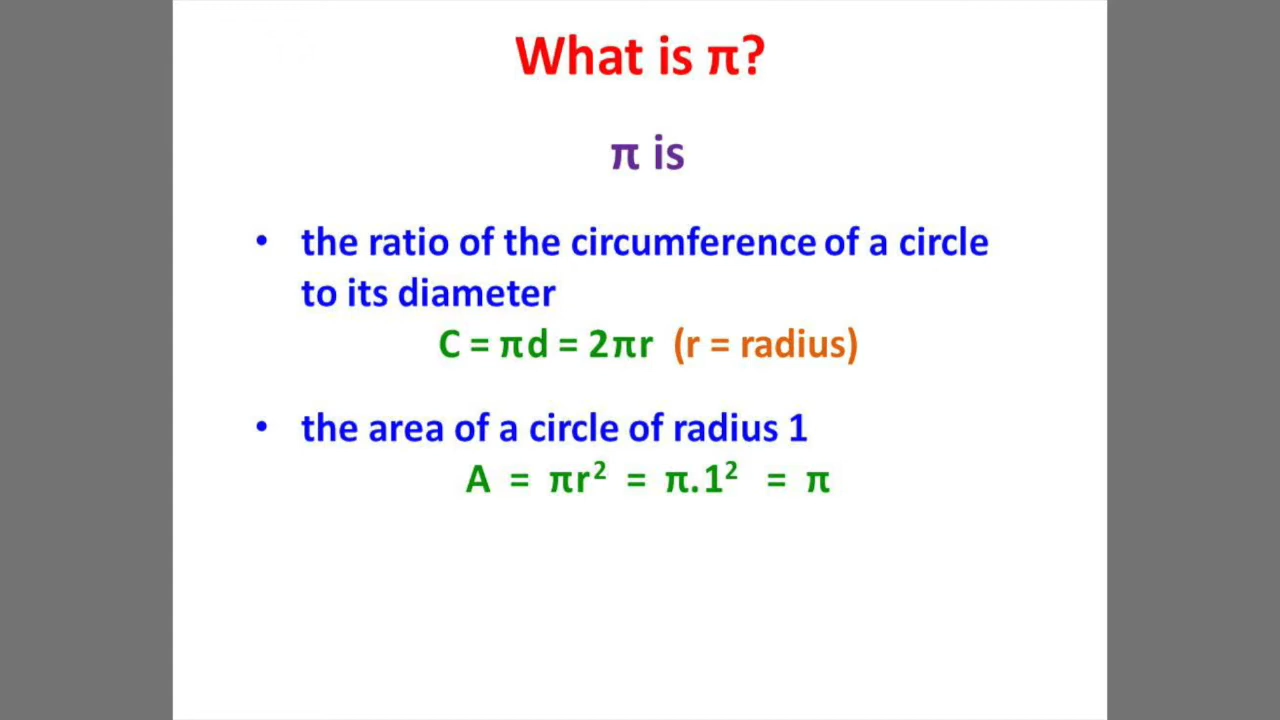 What is π?
π is
• the ratio of the circumference of a circle
to its diameter
C = πd = 2πr (r = radius)
• the area of a circle of radius 1
A = πr² = π.1² = π